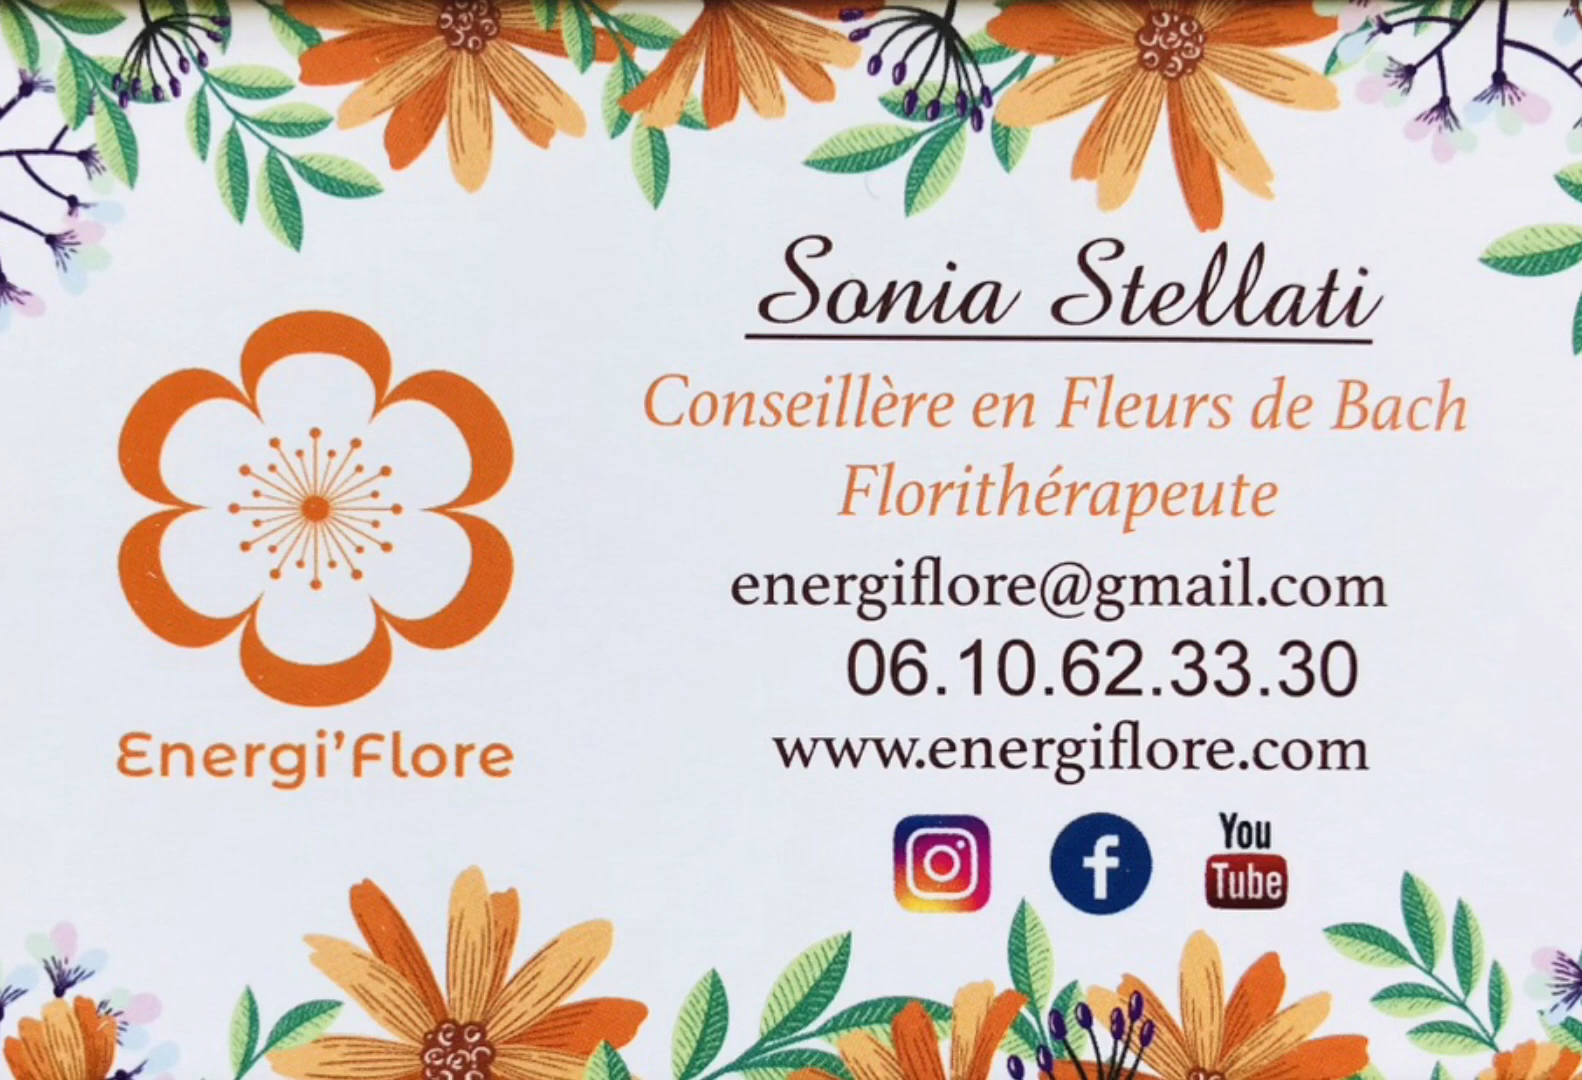 Sonia Stellati
Conseillère en Fleurs de Bach
Florithérapeute
energiflore@gmail.com
06.10.62.33.30
www.energiflore.com
Energi'Flore
You
Tube